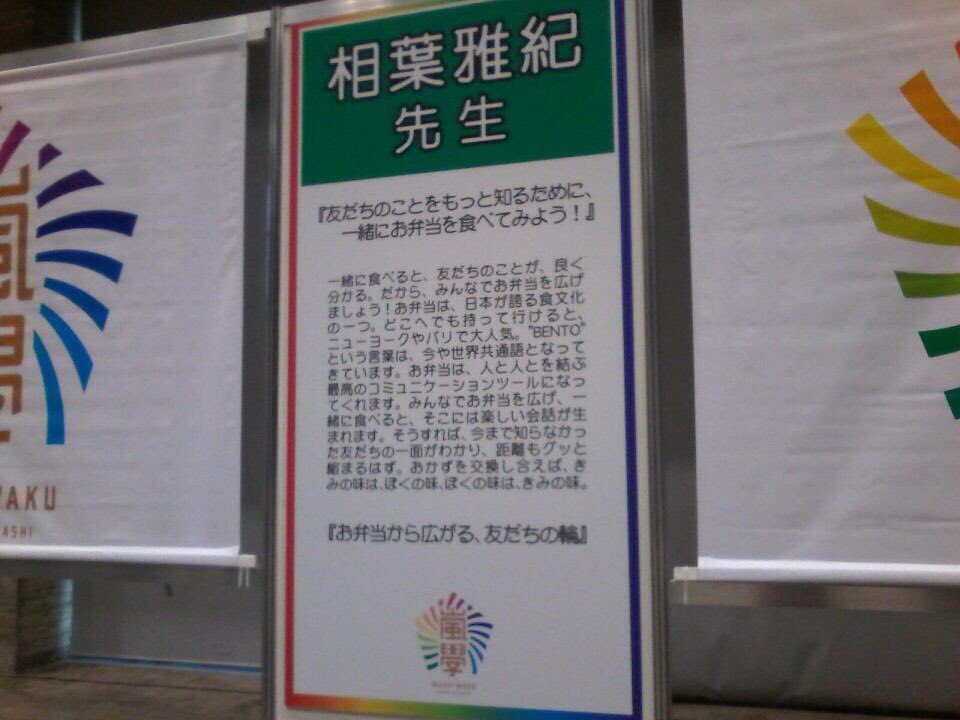 相葉雅紀
先生
『友だちのことをもっと知るために、
一緒にお弁当を食べてみよう！』
一緒に食べると、友だちのことが、良く
分かる。だから、みんなでお弁当を広げ
ましょう！お弁当は、日本が誇る食文化
の一つ。どこへでも持って行けると、
ニューヨークやパリで大人気。"BENTO"
という言葉は、今や世界共通語となって
きています。お弁当は、人と人とを結ぶ
最高のコミュニケーションツールになっ
てくれます。みんなでお弁当を広げ、一
緒に食べると、そこには楽しい会話が生
まれます。そうすれば、今まで知らなかっ
た友だちの一面がわかり、距離もグッと
縮まるはず。おかずを交換し合えば、き
みの味は、ぼくの味、ぼくの味は、きみの味。
『お弁当から広がる、友だちの輪』
嵐
學
嵐
學
WAKU
ASHI